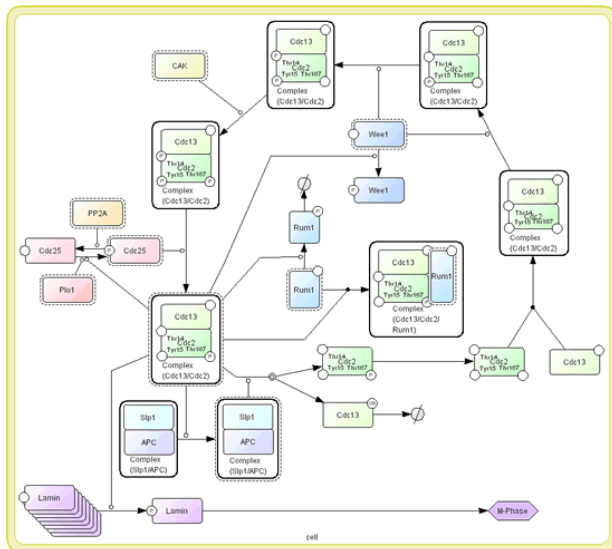 Cdc13
Thr14
Cdc2
Tyr15 Thr167
Complex
(Cdc13/Cdc2)
Cdc13
Thr14
Cdc2
Tyr15 Thr167
Complex
(Cdc13/Cdc2)
CAK
P
P
Wee1
P
Wee1
Cdc13
Thr14
Cdc2
Tyr15 Thr167
P
P
P
Complex
(Cdc13/Cdc2)
Cdc13
Thr14
Cdc2
Tyr15 Thr167
Complex
(Cdc13/Cdc2)
PP2A
Cdc25
P
Cdc25
Plo1
Rum1
P
Rum1
Cdc13
Thr14
Cdc2
Tyr15 Thr167
P
Rum1
Complex
(Cdc13/Cdc2/
Rum1)
Cdc13
Thr14
Cdc2
Tyr15 Thr167
P
Complex
(Cdc13/Cdc2)
Thr14
Cdc2
Tyr15 Thr167
P
Thr14
Cdc2
Tyr15 Thr167
Cdc13
Cdc13
Ub
Slp1
APC
Complex
(Slp1/APC)
Slp1
APC
Complex
(Slp1/APC)
Lamin
P
Lamin
M-Phase
cell